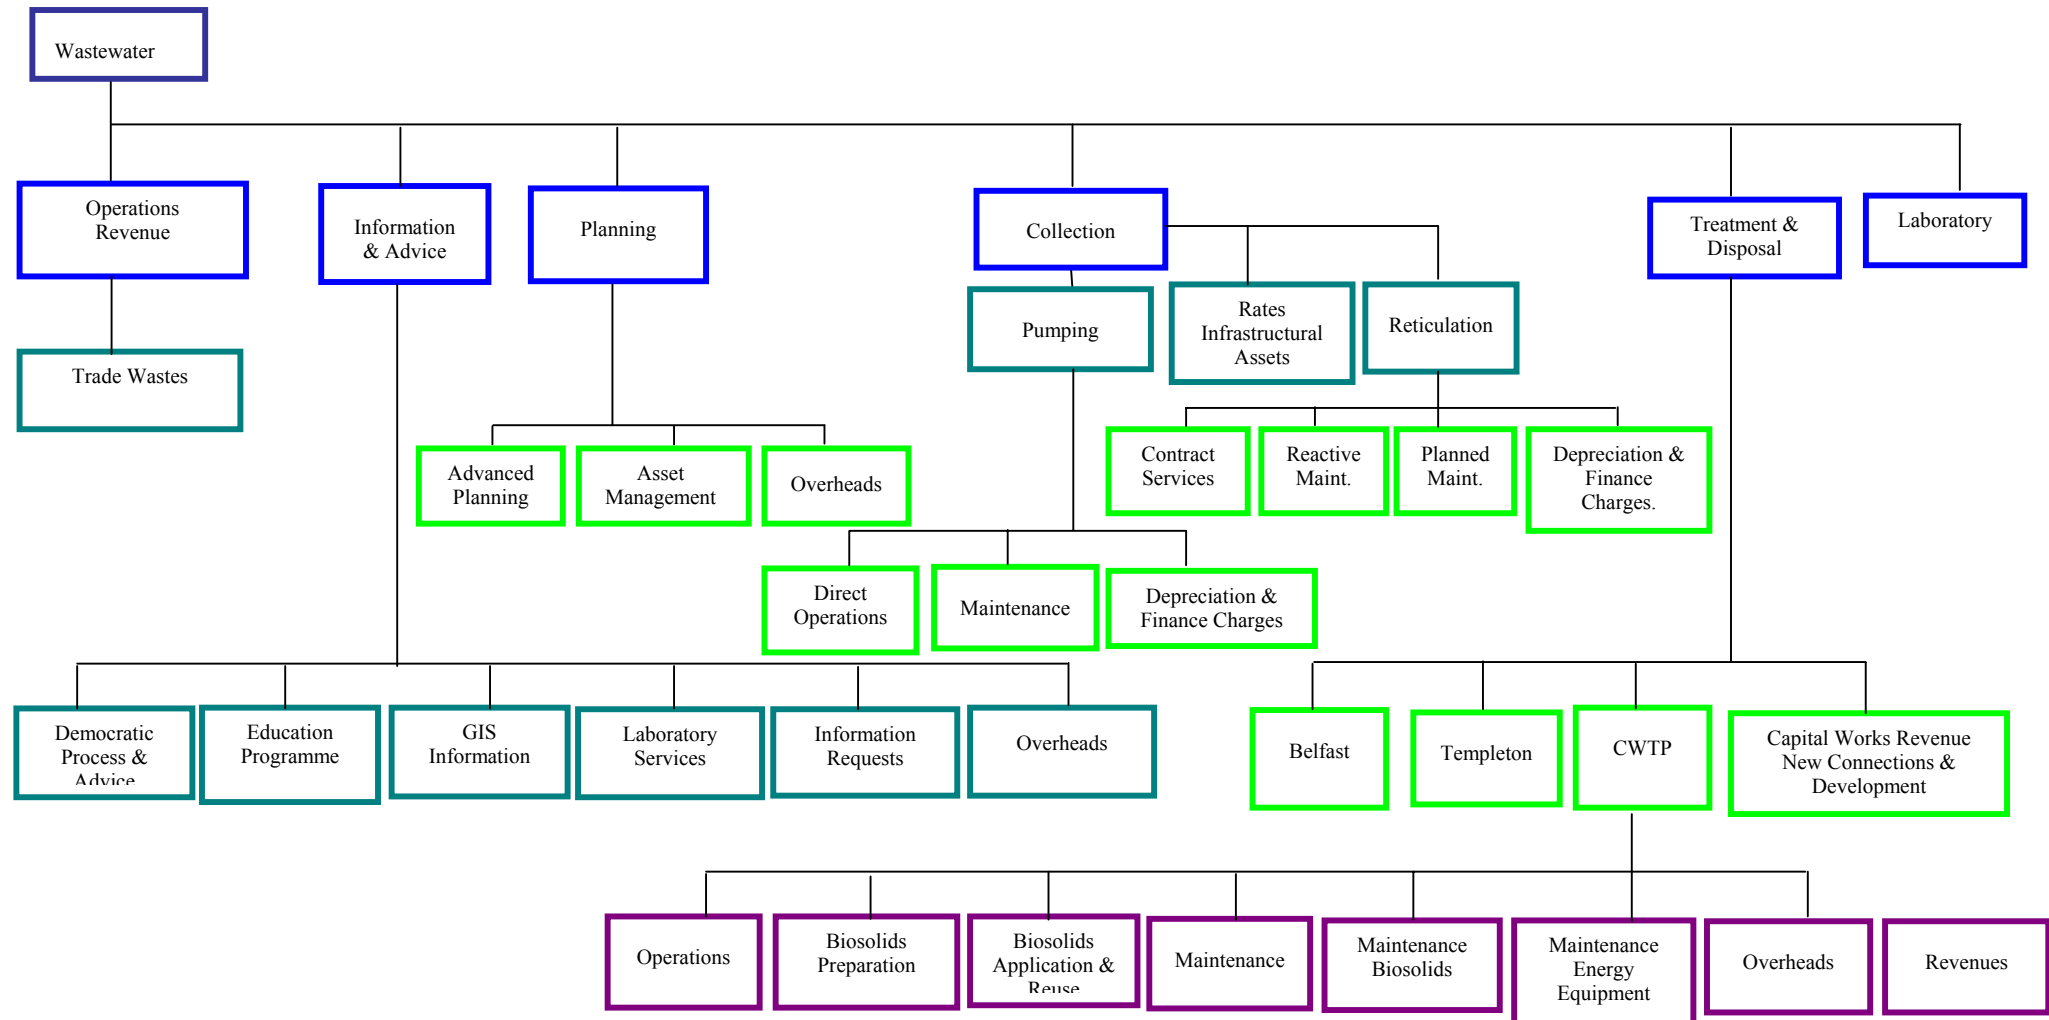 Wastewater
Operations
Revenue
Information
& Advice
Planning
Collection
Treatment &
Disposal
Laboratory
Pumping
Rates
Infrastructural
Assets
Reticulation
Trade Wastes
Advanced
Planning
Asset
Management
Overheads
Contract
Services
Reactive
Maint.
Planned
Maint.
Depreciation &
Finance
Charges.
Direct
Operations
Maintenance
Depreciation &
Finance Charges
Democratic
Process &
Advice
Education
Programme
GIS
Information
Laboratory
Services
Information
Requests
Overheads
Belfast
Templeton
CWTP
Capital Works Revenue
New Connections &
Development
Operations
Biosolids
Preparation
Biosolids
Application &
Reuse
Maintenance
Maintenance
Biosolids
Maintenance
Energy
Equipment
Overheads
Revenues